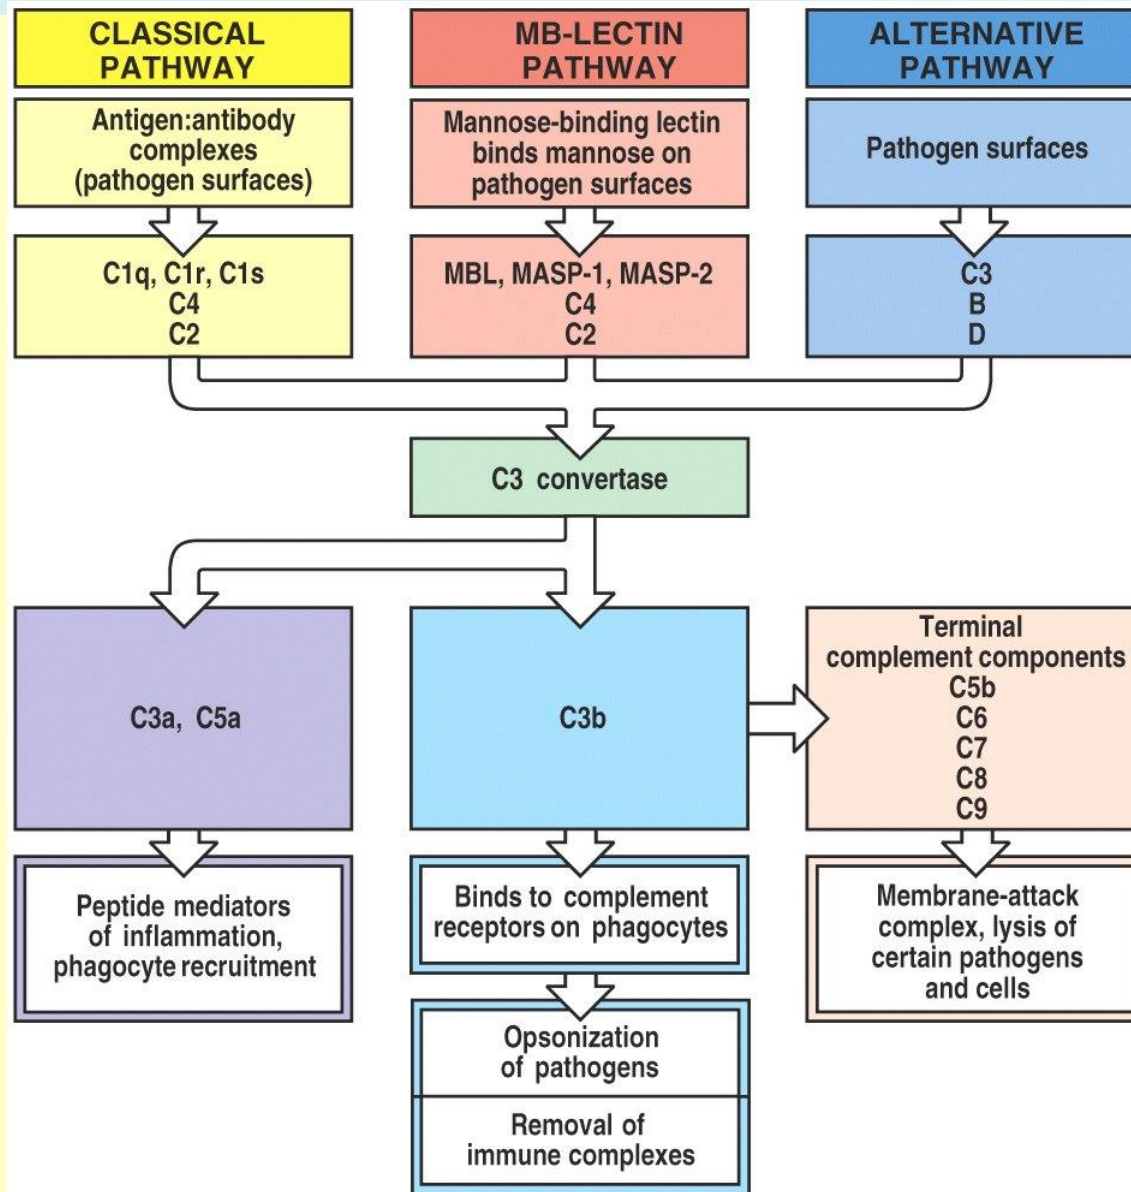 CLASSICAL
PATHWAY
MB-LECTIN
PATHWAY
ALTERNATIVE
PATHWAY
Antigen:antibody
complexes
(pathogen surfaces)
Mannose-binding lectin
binds mannose on
pathogen surfaces
Pathogen surfaces
C1q, C1r, C1s
C4
C2
MBL, MASP-1, MASP-2
C4
C2
C3
B
D
C3 convertase
C3a, C5a
C3b
Terminal
complement components
C5b
C6
C7
C8
C9
Peptide mediators
of inflammation,
phagocyte recruitment
Binds to complement
receptors on phagocytes
Opsonization
of pathogens
Removal of
immune complexes
Membrane-attack
complex, lysis of
certain pathogens
and cells